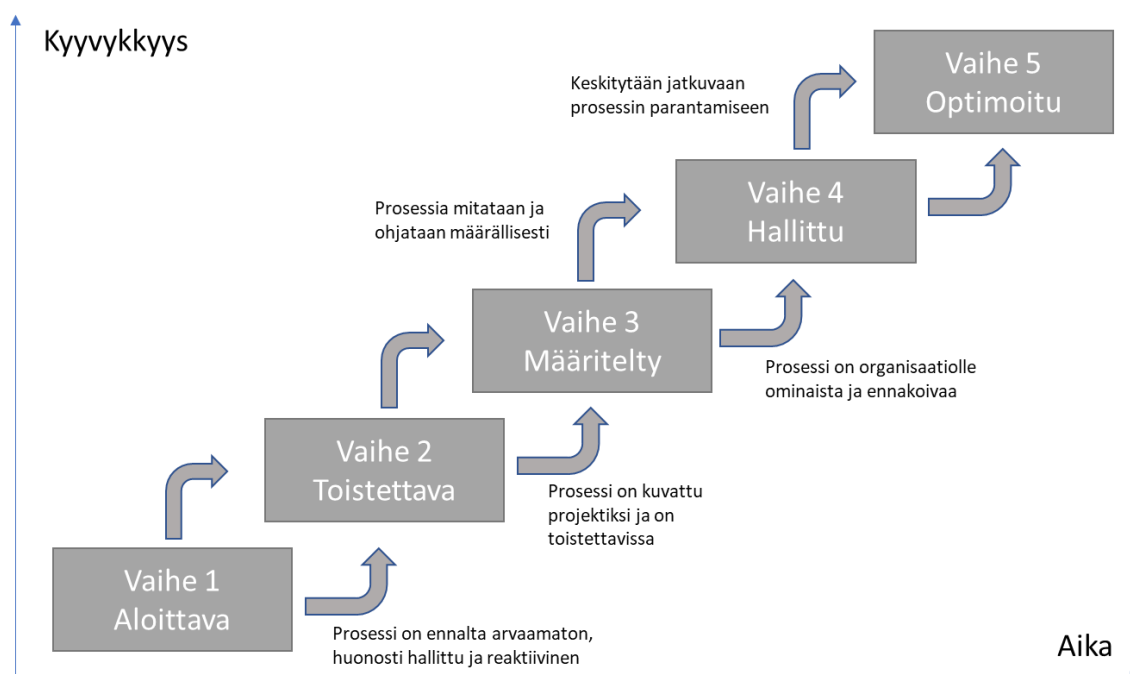 Kyyvykkyys
Vaihe 5
Optimoitu
Keskitytään jatkuvaan
prosessin parantamiseen
Vaihe 4
Hallittu
Prosessia mitataan ja
ohjataan määrällisesti
Vaihe 3
Määritelty
Prosessi on organisaatiolle
ominaista ja ennakoivaa
Vaihe 2
Toistettava
Prosessi on kuvattu
projektiksi ja on
toistettavissa
Vaihe 1
Aloittava
Prosessi on ennalta arvaamaton,
huonosti hallittu ja reaktiivinen
Aika